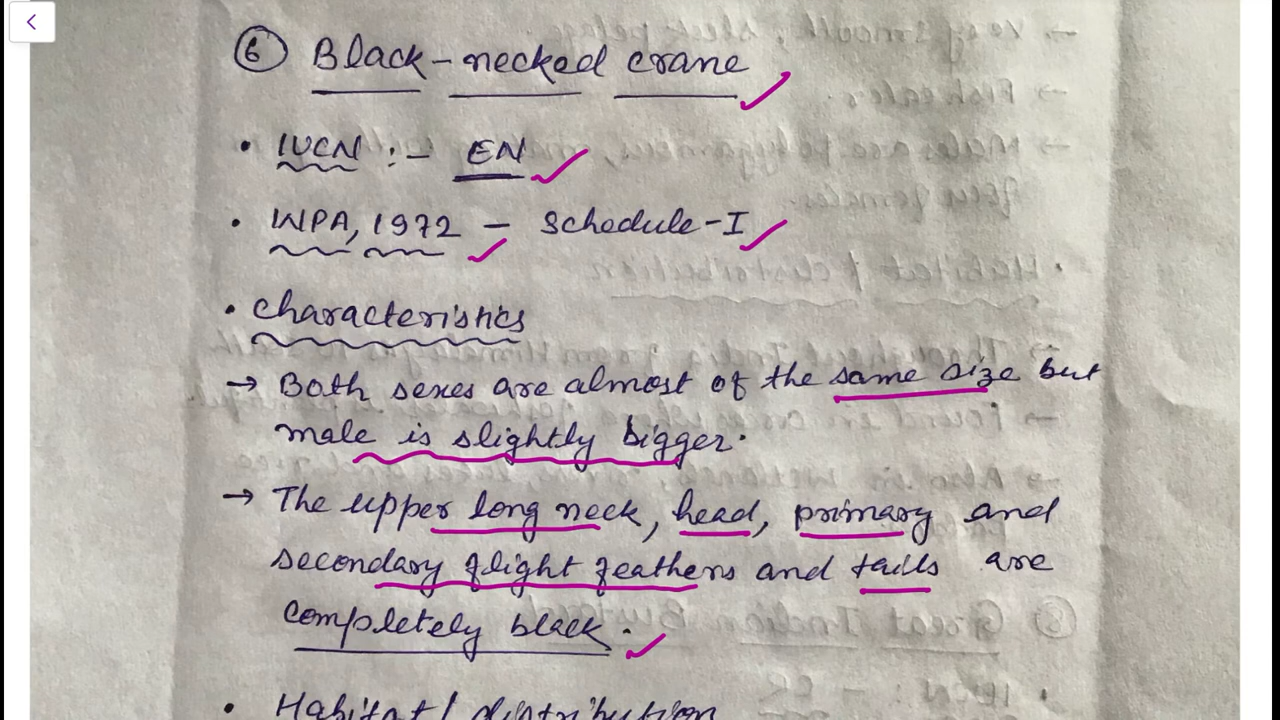 ⑥ Black-necked crane
• IUCN :- EN
• WPA, 1972 - Schedule-I
• Characteristics
→ Both sexes are almost of the same size but
male is slightly bigger.
→ The upper long neck, head, primary and
secondary flight feathers and tails are
completely black.
• Habitat / distribution